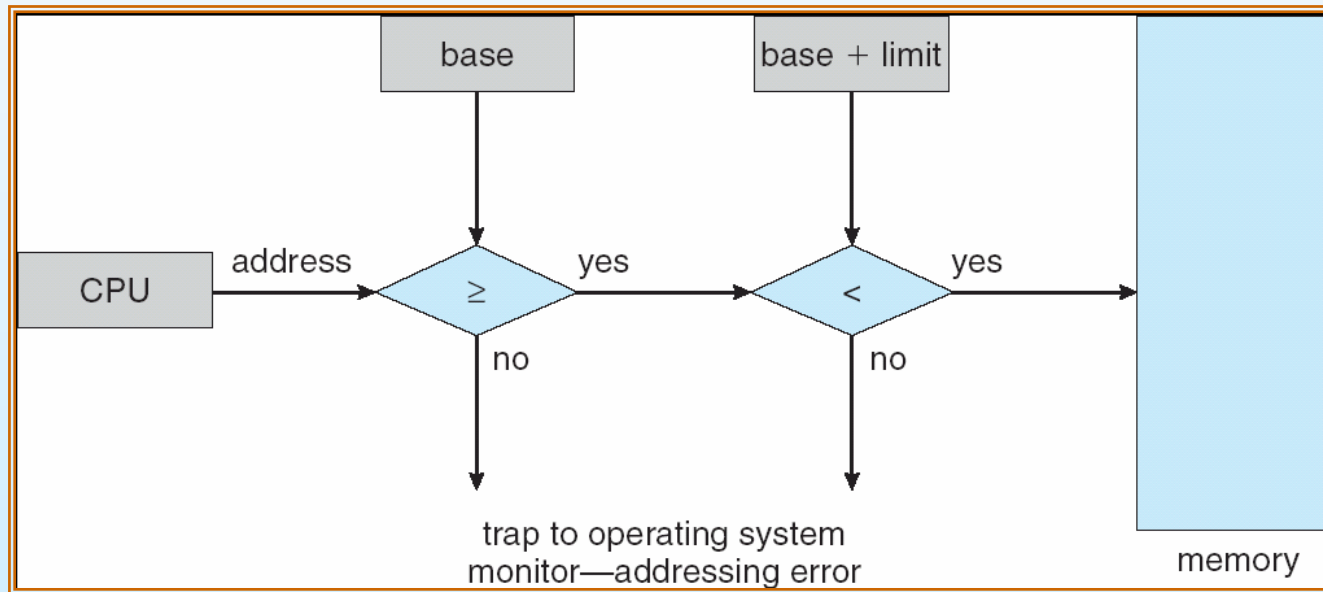 base
base + limit
CPU
address
≥
yes
<
yes
no
no
trap to operating system
monitor—addressing error
memory